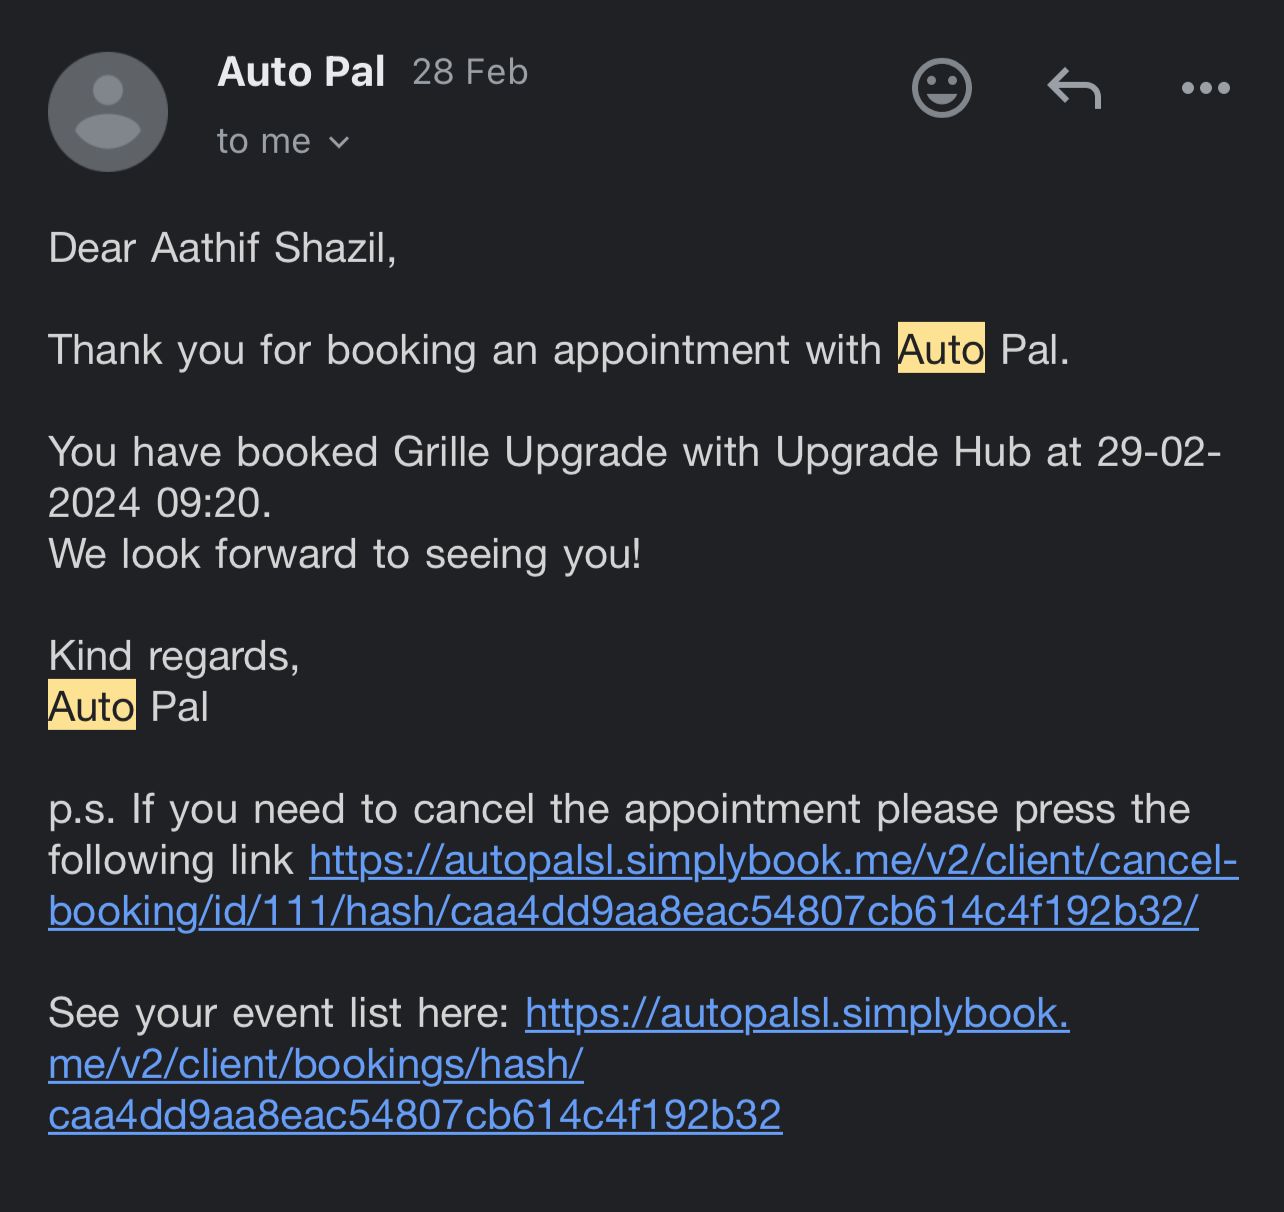 Auto Pal 28 Feb
to me
Dear Aathif Shazil,
Thank you for booking an appointment with Auto Pal.
You have booked Grille Upgrade with Upgrade Hub at 29-02-
2024 09:20.
We look forward to seeing you!
Kind regards,
Auto Pal
p.s. If you need to cancel the appointment please press the
following link https://autopalsl.simplybook.me/v2/client/cancel-
booking/id/111/hash/caa4dd9aa8eac54807cb614c4f192b32/
See your event list here: https://autopalsl.simplybook.
me/v2/client/bookings/hash/
caa4dd9aa8eac54807cb614c4f192b32